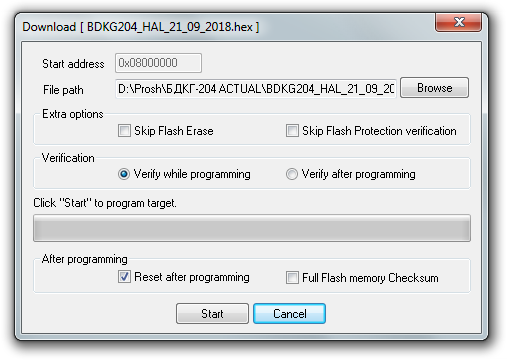 Download [ BDKG204_HAL_21_09_2018.hex ]
Start address 0x08000000
File path D:\Prosh\БДКГ-204 ACTUAL\BDKG204_HAL_21_09_20 Browse
Extra options
Skip Flash Erase Skip Flash Protection verification
Verification
Verify while programming Verify after programming
Click "Start" to program target.
After programming
Reset after programming Full Flash memory Checksum
Start Cancel